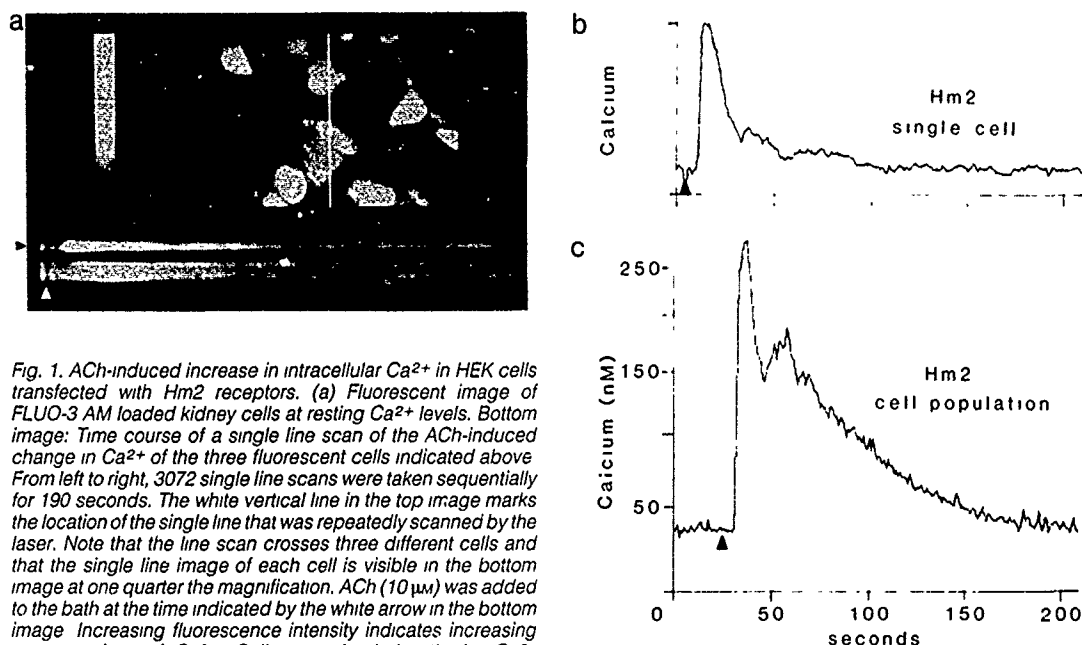 a
Fig. 1. ACh-induced increase in intracellular Ca²⁺ in HEK cells
transfected with Hm2 receptors. (a) Fluorescent image of
FLUO-3 AM loaded kidney cells at resting Ca²⁺ levels. Bottom
image: Time course of a single line scan of the ACh-induced
change in Ca²⁺ of the three fluorescent cells indicated above
From left to right, 3072 single line scans were taken sequentially
for 190 seconds. The white vertical line in the top image marks
the location of the single line that was repeatedly scanned by the
laser. Note that the line scan crosses three different cells and
that the single line image of each cell is visible in the bottom
image at one quarter the magnification. ACh (10 μM) was added
to the bath at the time indicated by the white arrow in the bottom
image Increasing fluorescence intensity indicates increasing
b
Calcium
Hm2
single cell
0
100
200
c
Calcium (nM)
250
150
50
Hm2
cell population
0
50
100
150
200
seconds